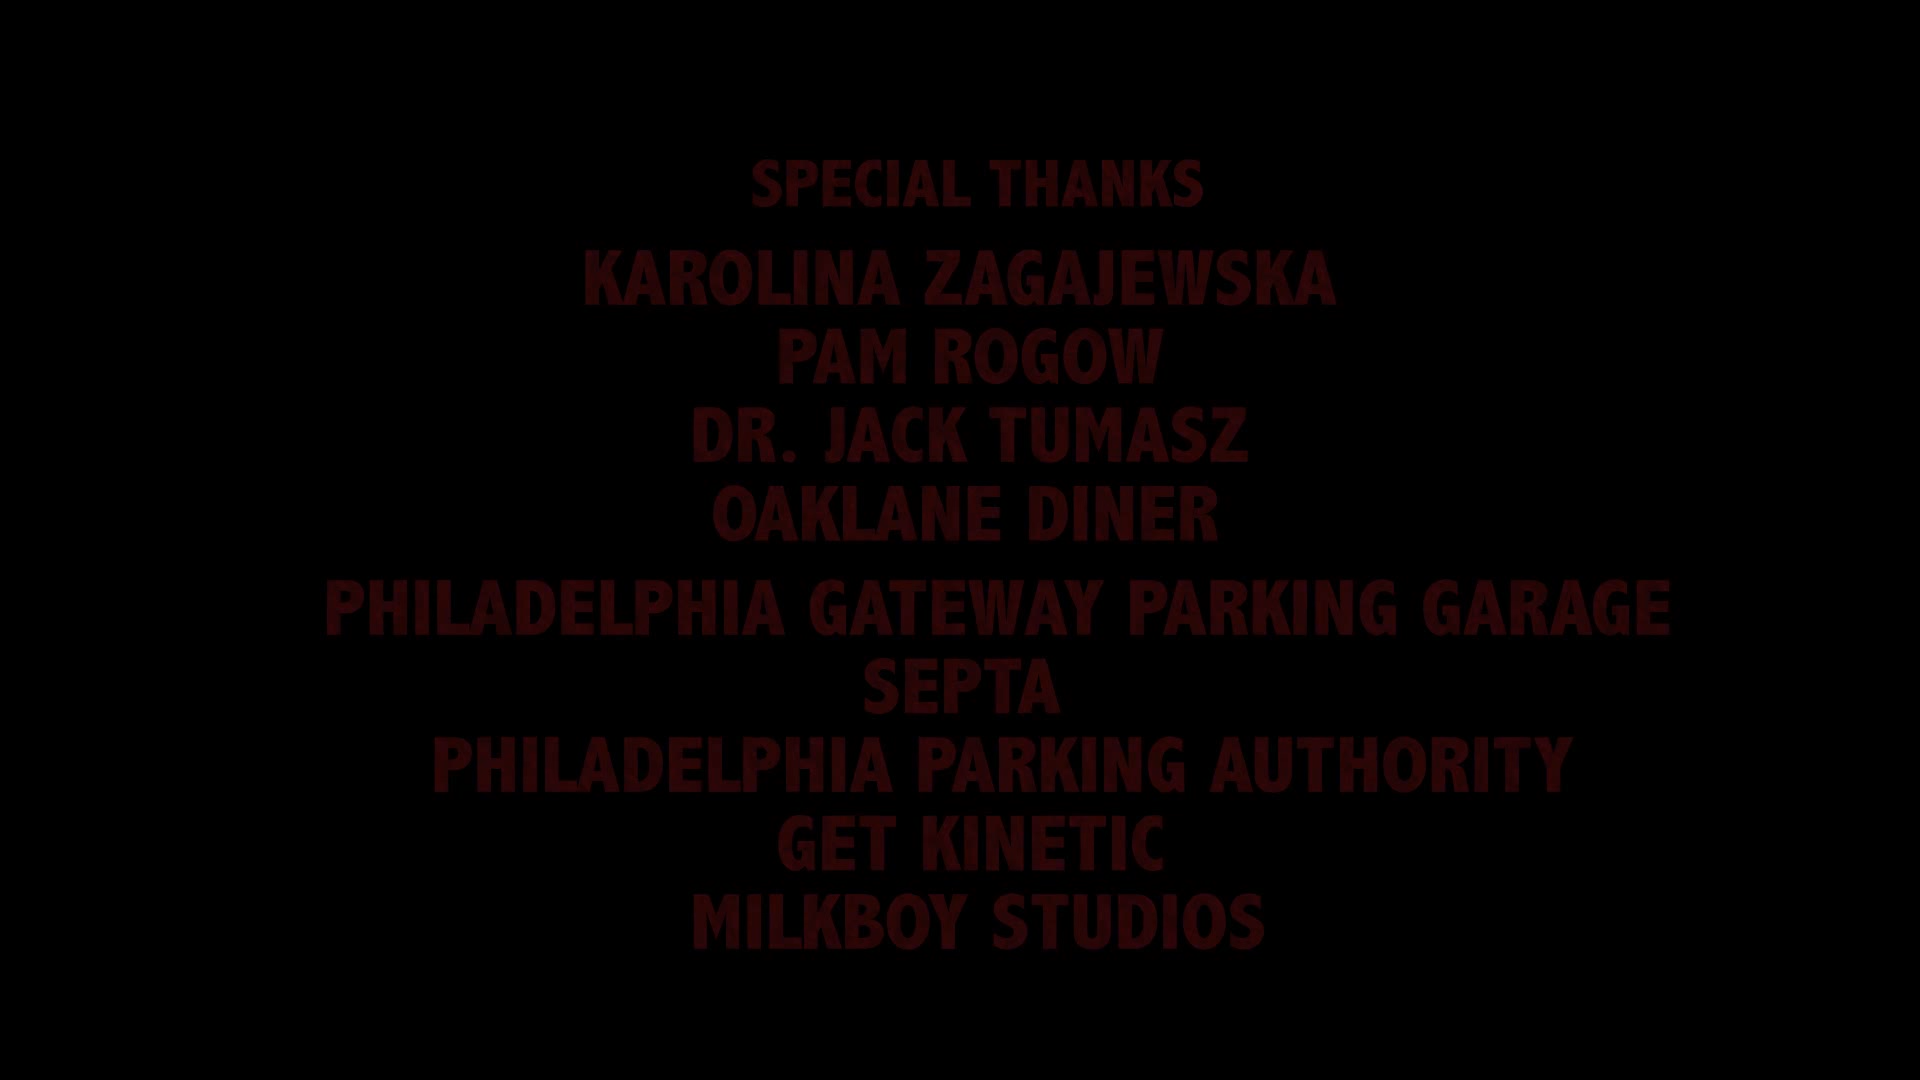 SPECIAL THANKS
KAROLINA ZAGAJEWSKA
PAM ROGOW
DR. JACK TUMASZ
OAKLANE DINER
PHILADELPHIA GATEWAY PARKING GARAGE
SEPTA
PHILADELPHIA PARKING AUTHORITY
GET KINETIC
MILKBOY STUDIOS